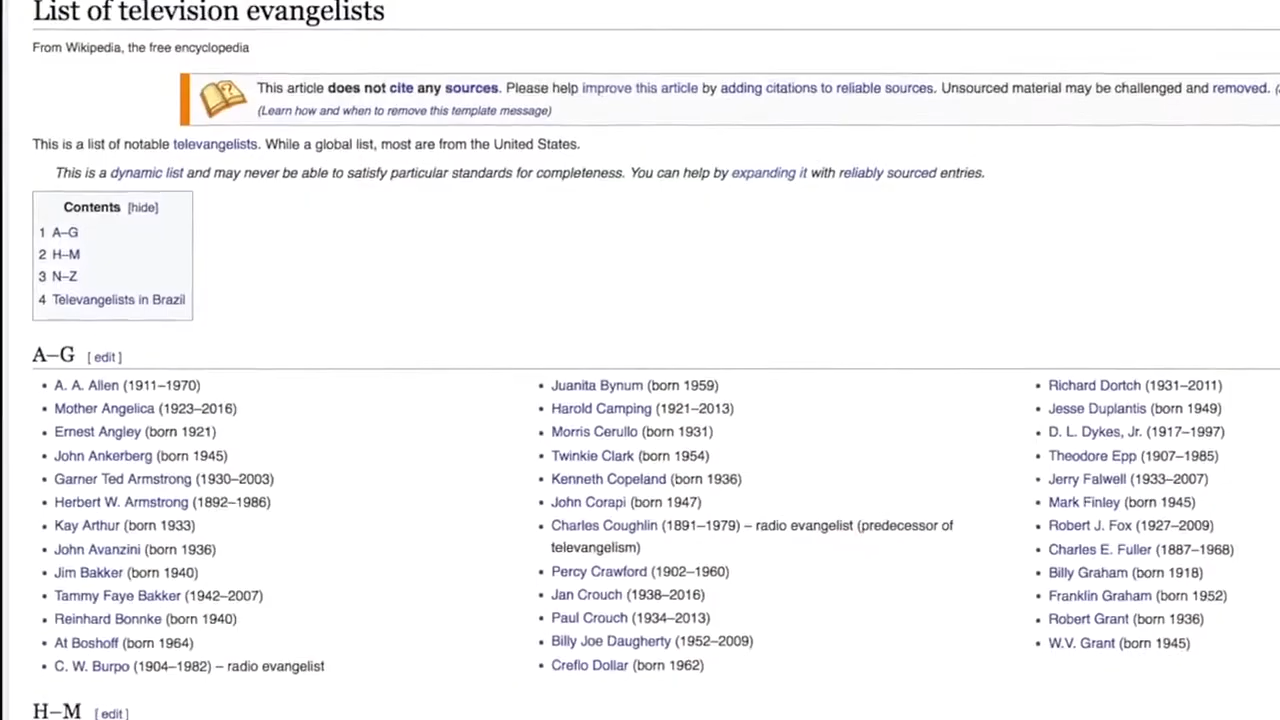 List of television evangelists
From Wikipedia, the free encyclopedia
This article does not cite any sources. Please help improve this article by adding citations to reliable sources. Unsourced material may be challenged and removed.
(Learn how and when to remove this template message)
This is a list of notable televangelists. While a global list, most are from the United States.
This is a dynamic list and may never be able to satisfy particular standards for completeness. You can help by expanding it with reliably sourced entries.
Contents [hide]
1 A–G
2 H–M
3 N–Z
4 Televangelists in Brazil
A–G [ edit ]
• A. A. Allen (1911–1970)
• Mother Angelica (1923–2016)
• Ernest Angley (born 1921)
• John Ankerberg (born 1945)
• Garner Ted Armstrong (1930–2003)
• Herbert W. Armstrong (1892–1986)
• Kay Arthur (born 1933)
• John Avanzini (born 1936)
• Jim Bakker (born 1940)
• Tammy Faye Bakker (1942–2007)
• Reinhard Bonnke (born 1940)
• At Boshoff (born 1964)
• C. W. Burpo (1904–1982) – radio evangelist
• Juanita Bynum (born 1959)
• Harold Camping (1921–2013)
• Morris Cerullo (born 1931)
• Twinkie Clark (born 1954)
• Kenneth Copeland (born 1936)
• John Corapi (born 1947)
• Charles Coughlin (1891–1979) – radio evangelist (predecessor of
televangelism)
• Percy Crawford (1902–1960)
• Jan Crouch (1938–2016)
• Paul Crouch (1934–2013)
• Billy Joe Daugherty (1952–2009)
• Creflo Dollar (born 1962)
• Richard Dortch (1931–2011)
• Jesse Duplantis (born 1949)
• D. L. Dykes, Jr. (1917–1997)
• Theodore Epp (1907–1985)
• Jerry Falwell (1933–2007)
• Mark Finley (born 1945)
• Robert J. Fox (1927–2009)
• Charles E. Fuller (1887–1968)
• Billy Graham (born 1918)
• Franklin Graham (born 1952)
• Robert Grant (born 1936)
• W.V. Grant (born 1945)
H–M [ edit ]